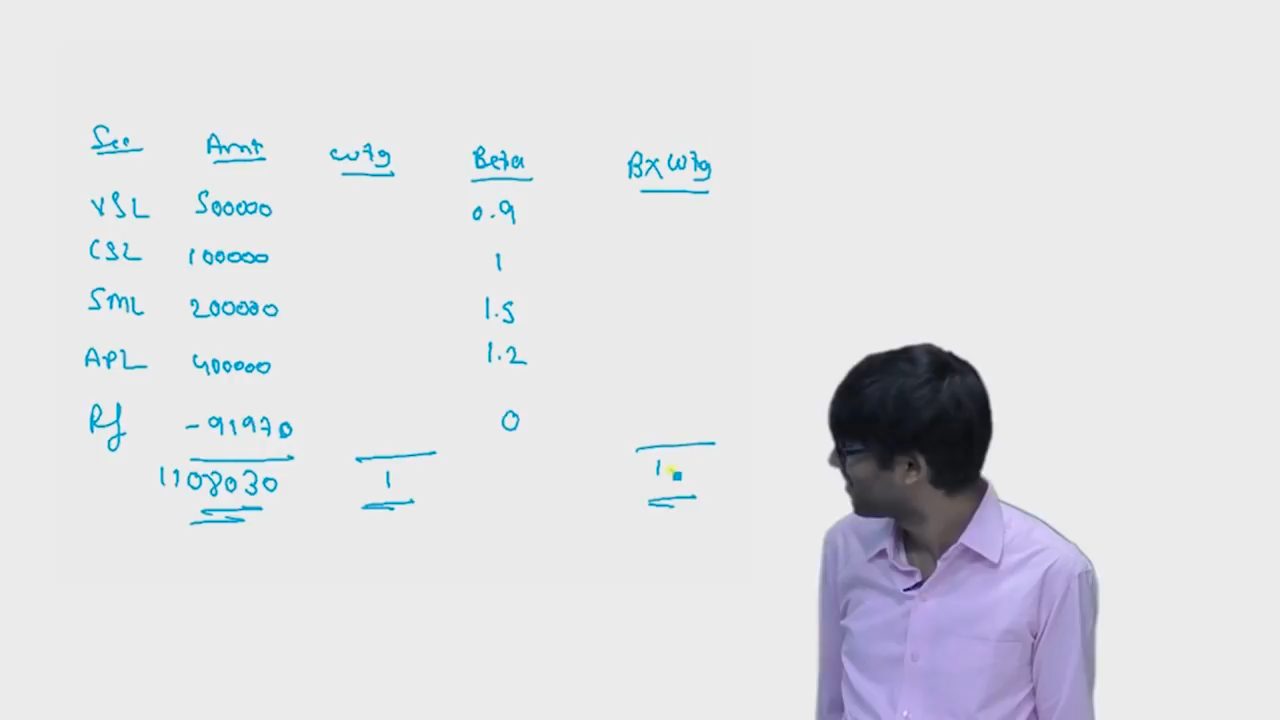 Sec Amt wtg Beta BxWtg
VSL 500000 0.9
CSL 100000 1
SML 200000 1.5
APL 400000 1.2
Rf -91970 0
1108030 1 1